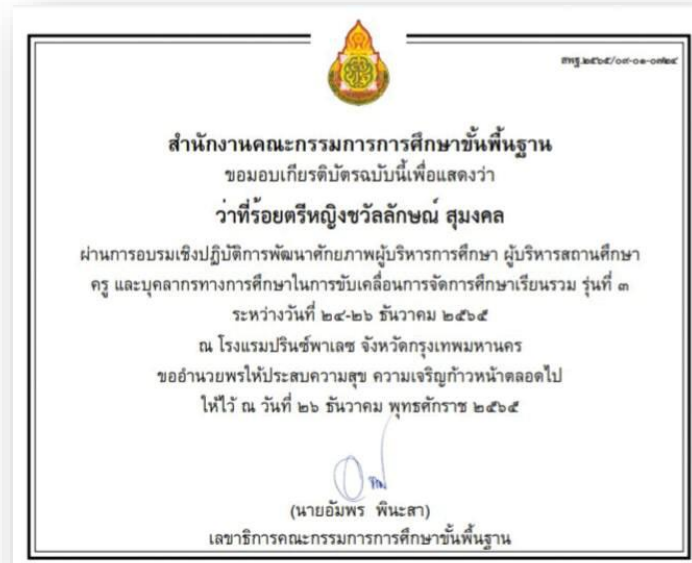 สพฐ.๒๕๖๕/๐๙-๐๑-๐๗๒๔
สำนักงานคณะกรรมการการศึกษาขั้นพื้นฐาน
ขอมอบเกียรติบัตรฉบับนี้เพื่อแสดงว่า
ว่าที่ร้อยตรีหญิงชวัลลักษณ์ สุมงคล
ผ่านการอบรมเชิงปฏิบัติการพัฒนาศักยภาพผู้บริหารการศึกษา ผู้บริหารสถานศึกษา
ครู และบุคลากรทางการศึกษาในการขับเคลื่อนการจัดการศึกษาเรียนรวม รุ่นที่ ๓
ระหว่างวันที่ ๒๔-๒๖ ธันวาคม ๒๕๖๕
ณ โรงแรมปรินซ์พาเลซ จังหวัดกรุงเทพมหานคร
ขออำนวยพรให้ประสบความสุข ความเจริญก้าวหน้าตลอดไป
ให้ไว้ ณ วันที่ ๒๖ ธันวาคม พุทธศักราช ๒๕๖๕
(นายอัมพร พินะสา)
เลขาธิการคณะกรรมการการศึกษาขั้นพื้นฐาน